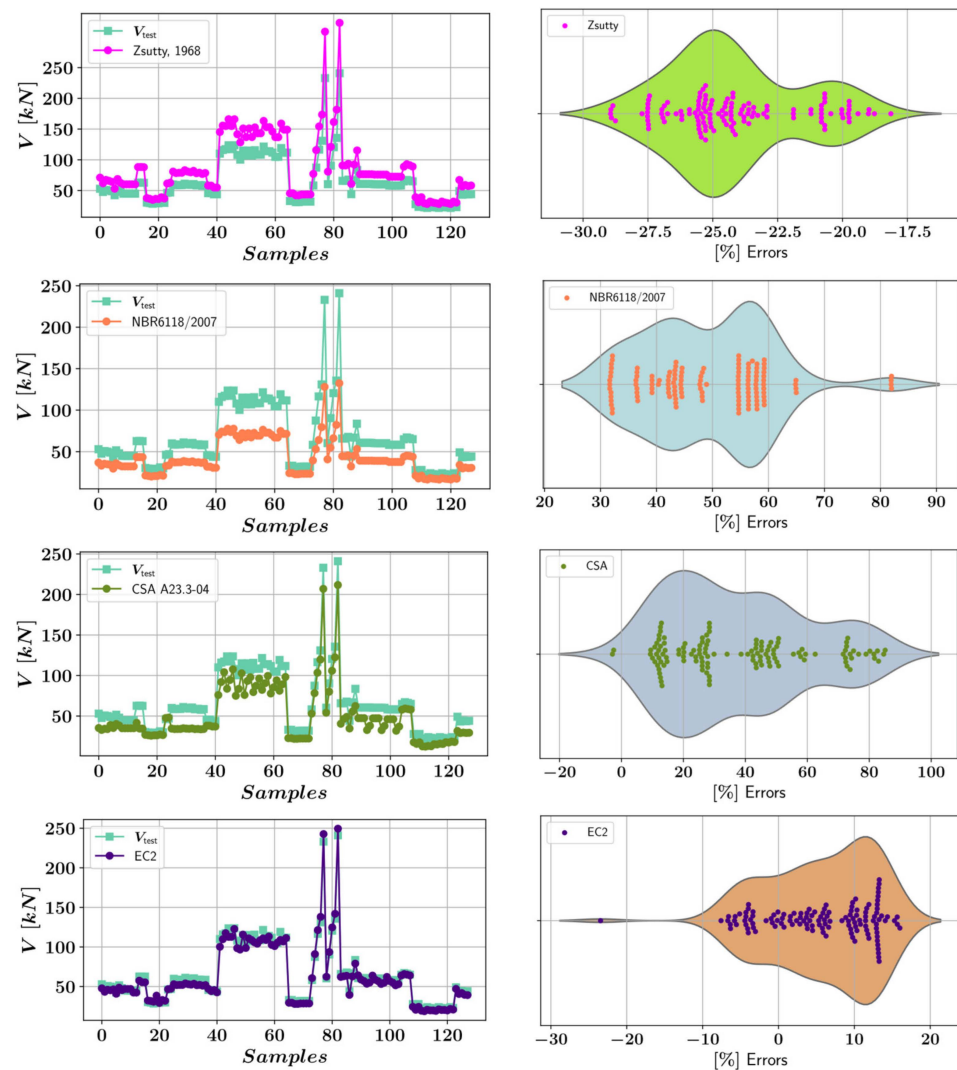 V_test
Zsutty, 1968
V [kN]
250
200
150
100
50
0 20 40 60 80 100 120
Samples
Zsutty
−30.0 −27.5 −25.0 −22.5 −20.0 −17.5
[%] Errors
V_test
NBR6118/2007
V [kN]
250
200
150
100
50
0
0 20 40 60 80 100 120
Samples
NBR6118/2007
20 30 40 50 60 70 80 90
[%] Errors
V_test
CSA A23.3-04
V [kN]
250
200
150
100
50
0 20 40 60 80 100 120
Samples
CSA
−20 0 20 40 60 80 100
[%] Errors
V_test
EC2
V [kN]
250
200
150
100
50
0
0 20 40 60 80 100 120
Samples
EC2
−30 −20 −10 0 10 20
[%] Errors